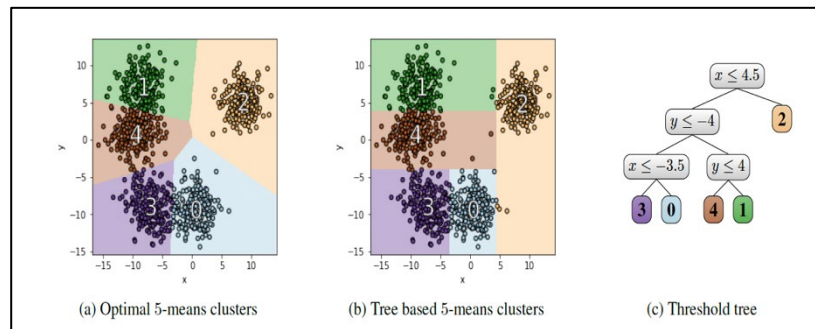 10
5
0
−5
−10
−15
y
−15 −10 −5 0 5 10
x
1
2
4
3
0
(a) Optimal 5-means clusters
10
5
0
−5
−10
−15
y
−15 −10 −5 0 5 10
x
1
2
4
3
0
(b) Tree based 5-means clusters
x ≤ 4.5
y ≤ −4
2
x ≤ −3.5
y ≤ 4
3
0
4
1
(c) Threshold tree